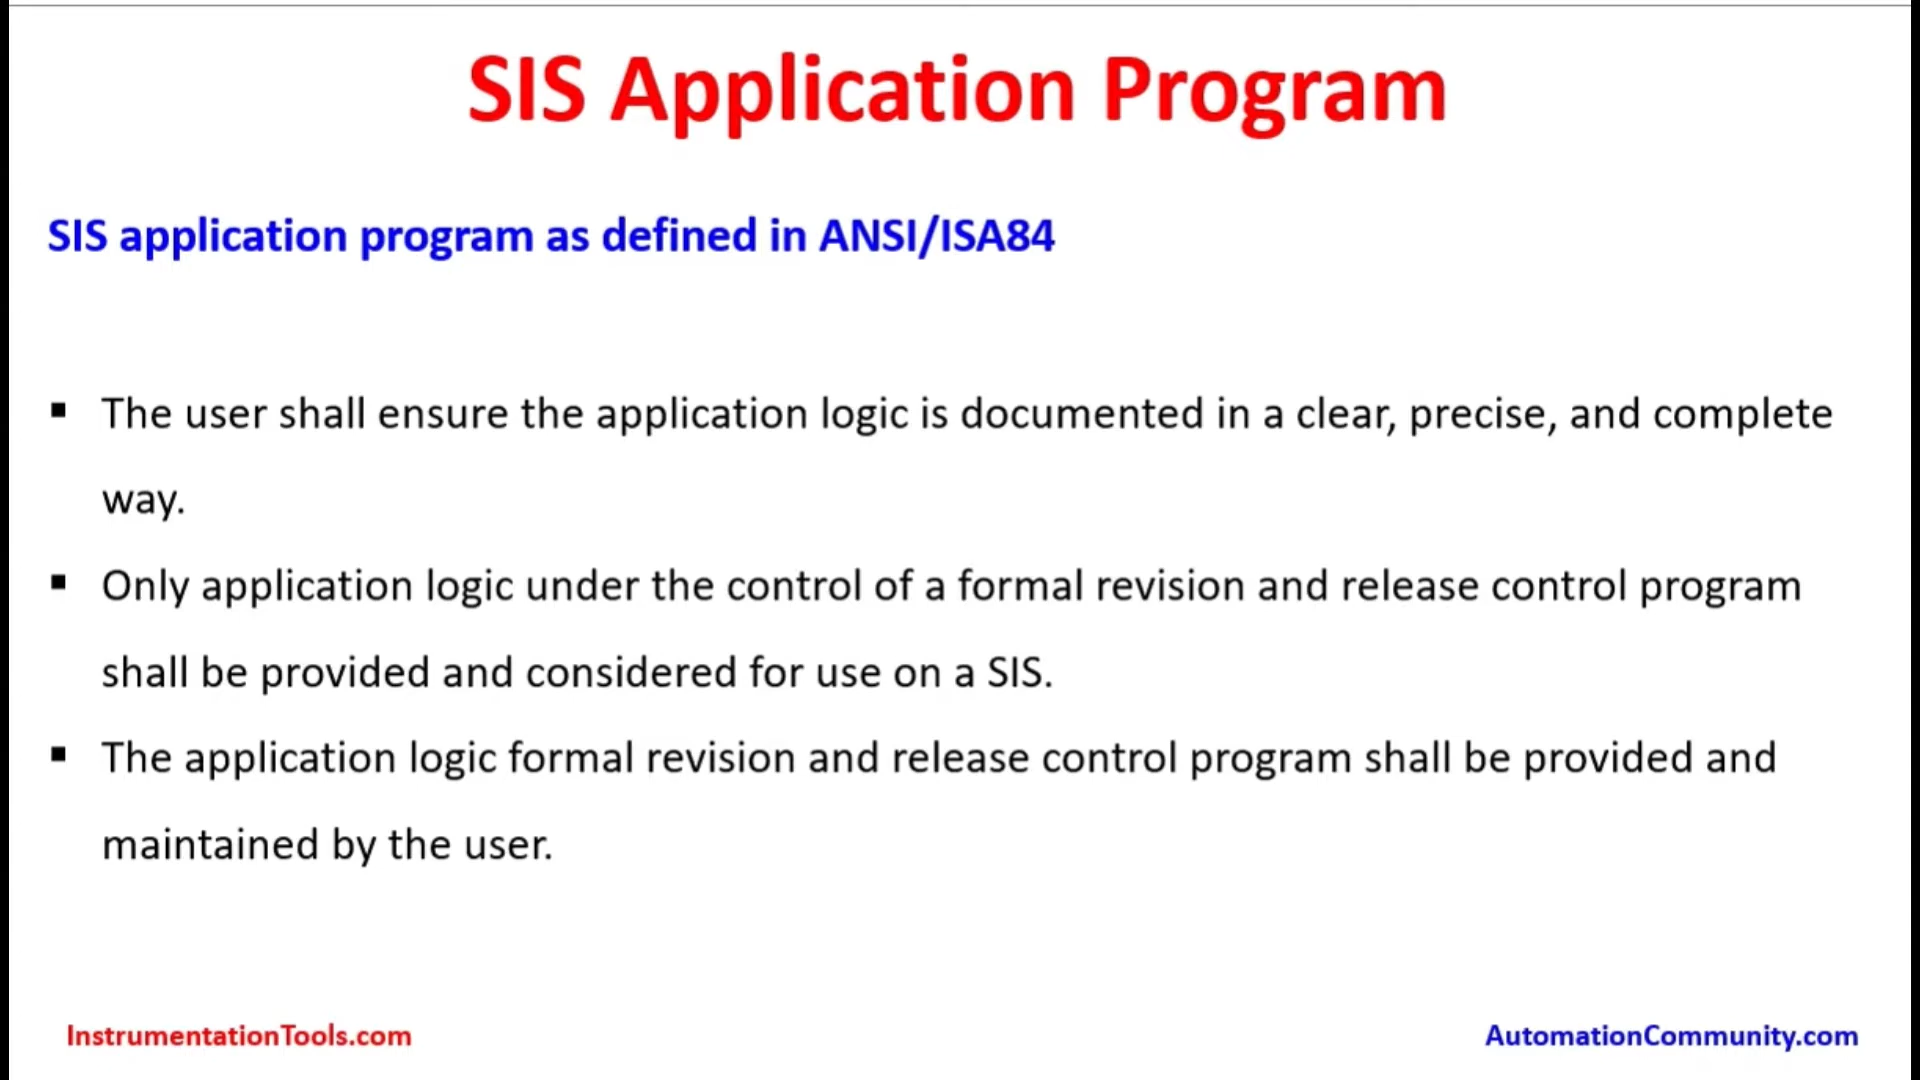 SIS Application Program
SIS application program as defined in ANSI/ISA84
▪ The user shall ensure the application logic is documented in a clear, precise, and complete
way.
▪ Only application logic under the control of a formal revision and release control program
shall be provided and considered for use on a SIS.
▪ The application logic formal revision and release control program shall be provided and
maintained by the user.
InstrumentationTools.com
AutomationCommunity.com